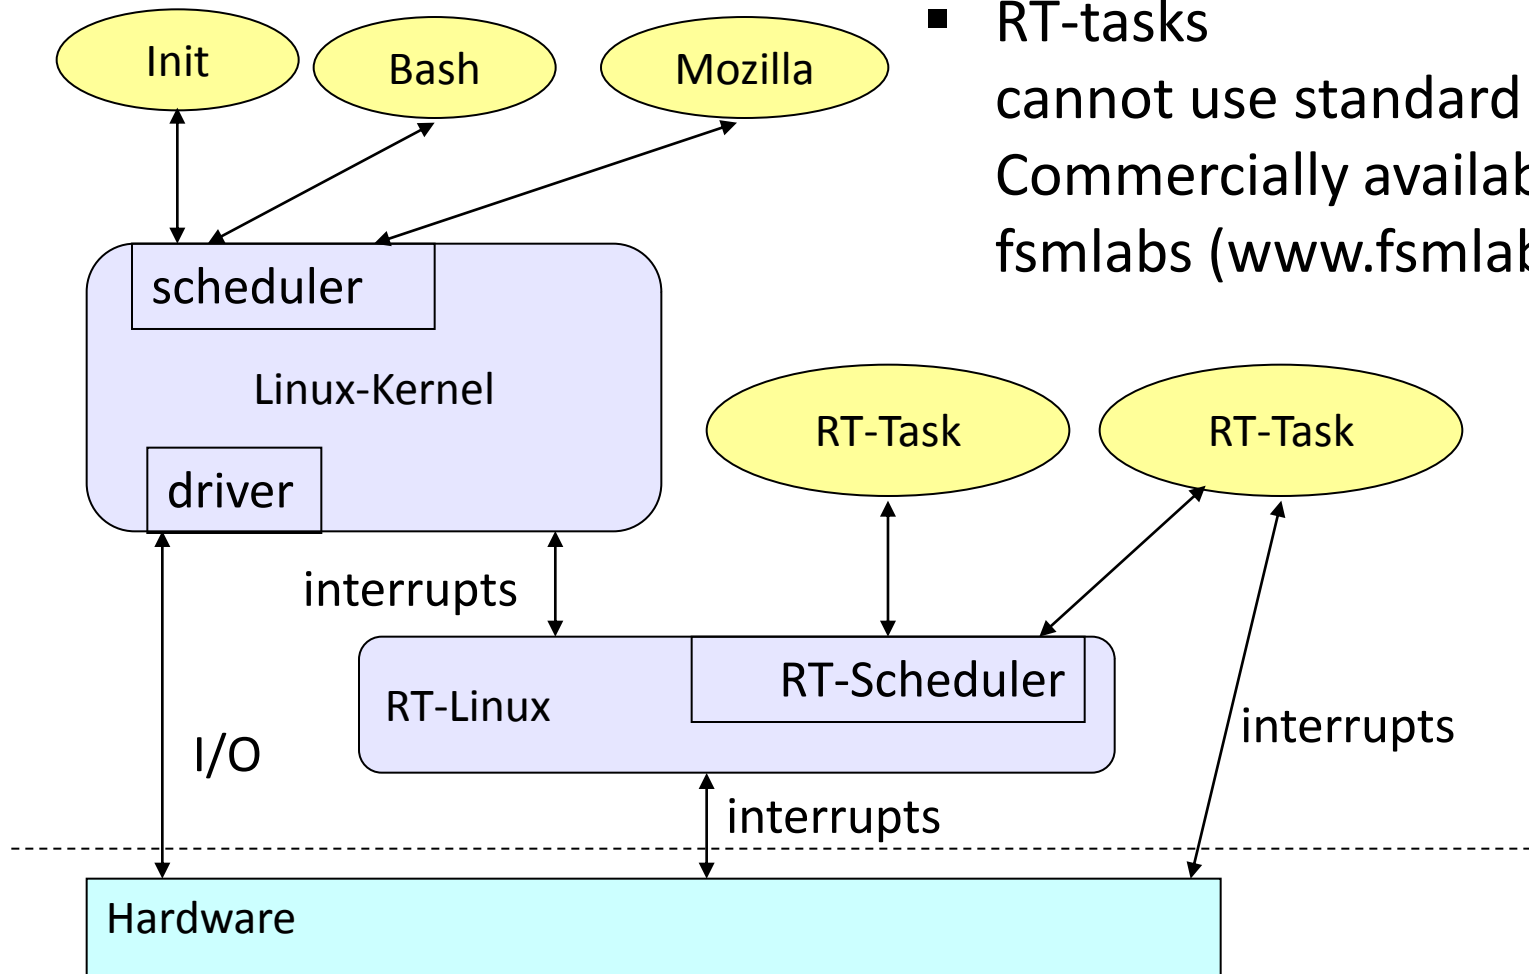 Init
Bash
Mozilla
▪ RT-tasks
cannot use standard
Commercially availab
fsmlabs (www.fsmlab
scheduler
Linux-Kernel
driver
RT-Task
RT-Task
interrupts
RT-Scheduler
RT-Linux
I/O
interrupts
interrupts
Hardware